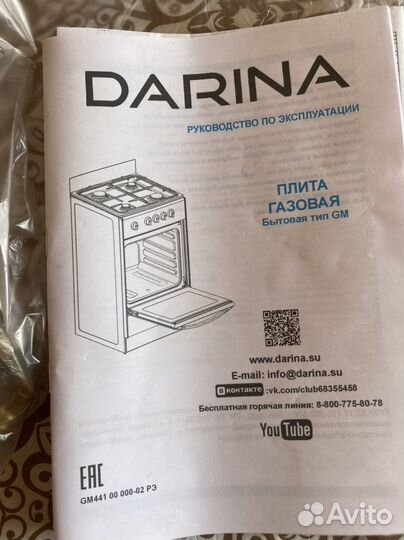 DARINA
РУКОВОДСТВО ПО ЭКСПЛУАТАЦИИ
ПЛИТА
ГАЗОВАЯ
Бытовая тип GM
www.darina.su
E-mail: info@darina.su
вконтакте :vk.com/club68355458
Бесплатная горячая линия: 8-800-775-80-78
YouTube
EAC
GM441 00 000-02 РЭ
Avito